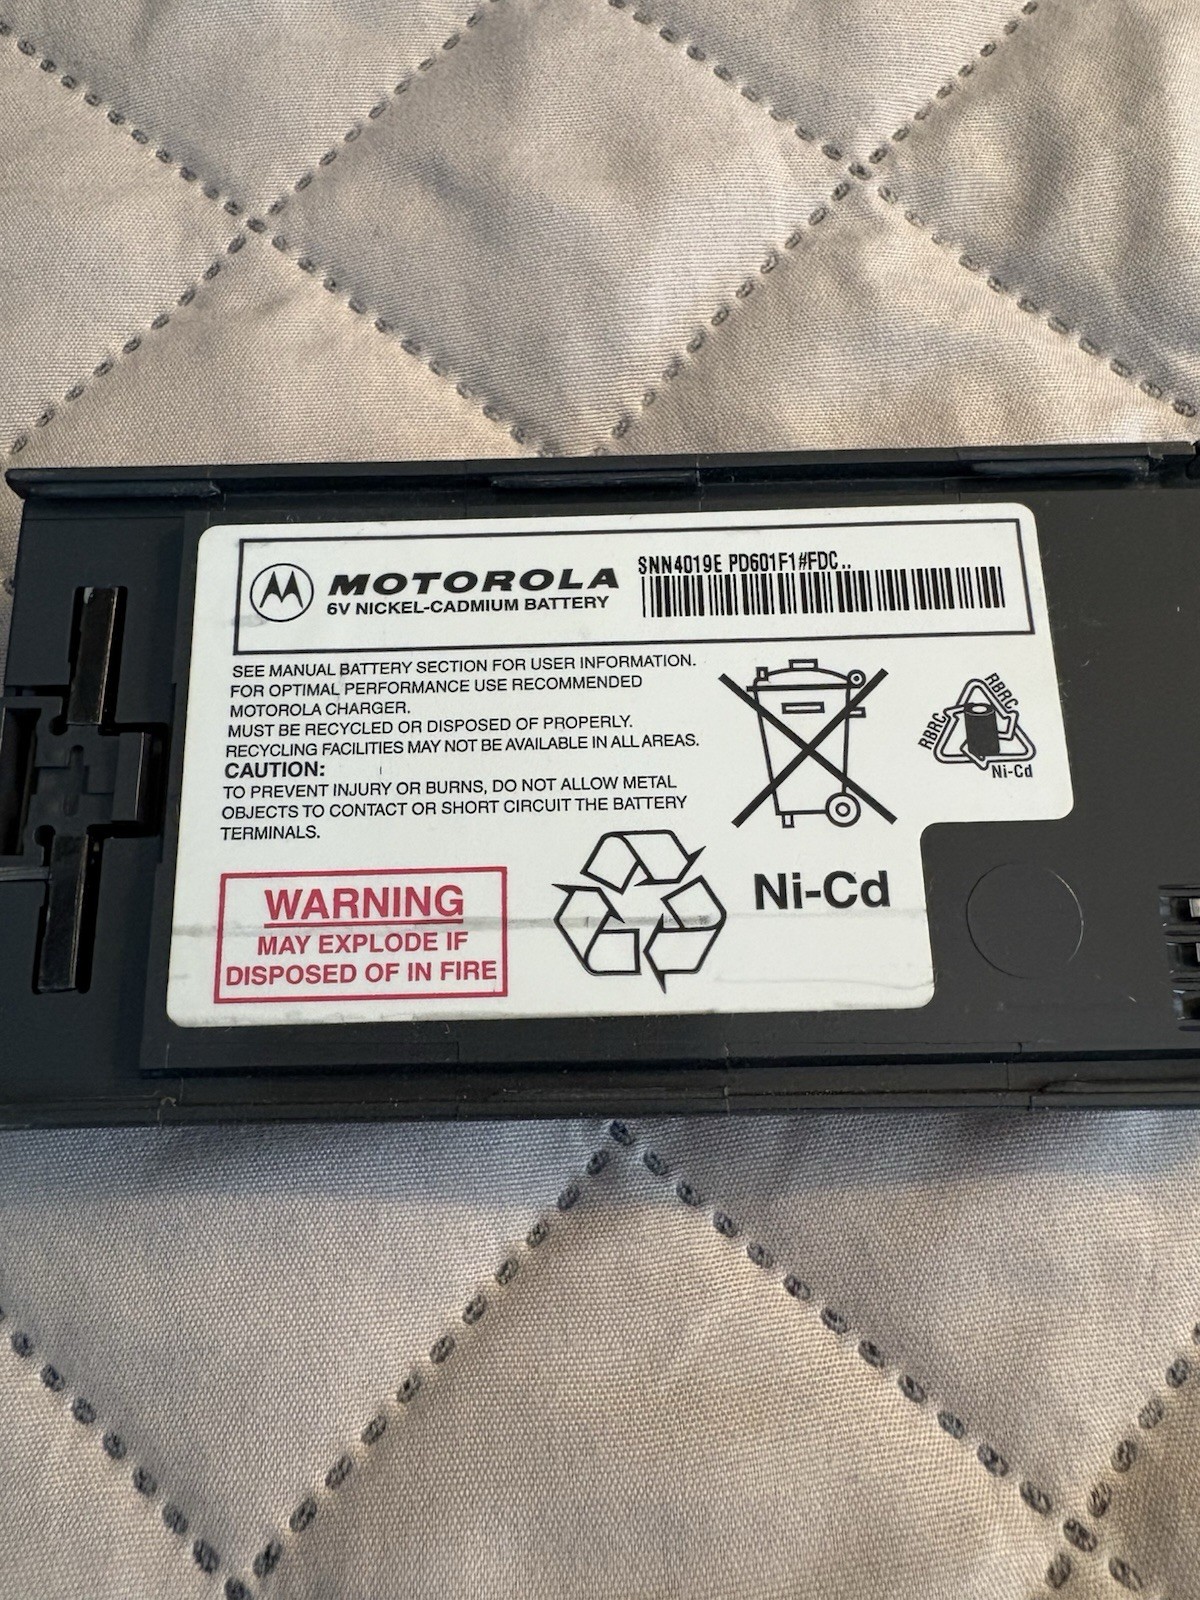 MOTOROLA
6V NICKEL-CADMIUM BATTERY
SNN4019E PD601F1#FDC..
SEE MANUAL BATTERY SECTION FOR USER INFORMATION.
FOR OPTIMAL PERFORMANCE USE RECOMMENDED
MOTOROLA CHARGER.
MUST BE RECYCLED OR DISPOSED OF PROPERLY.
RECYCLING FACILITIES MAY NOT BE AVAILABLE IN ALL AREAS.
CAUTION:
TO PREVENT INJURY OR BURNS, DO NOT ALLOW METAL
OBJECTS TO CONTACT OR SHORT CIRCUIT THE BATTERY
TERMINALS.
RBRC
RBRC
Ni-Cd
WARNING
MAY EXPLODE IF
DISPOSED OF IN FIRE
Ni-Cd